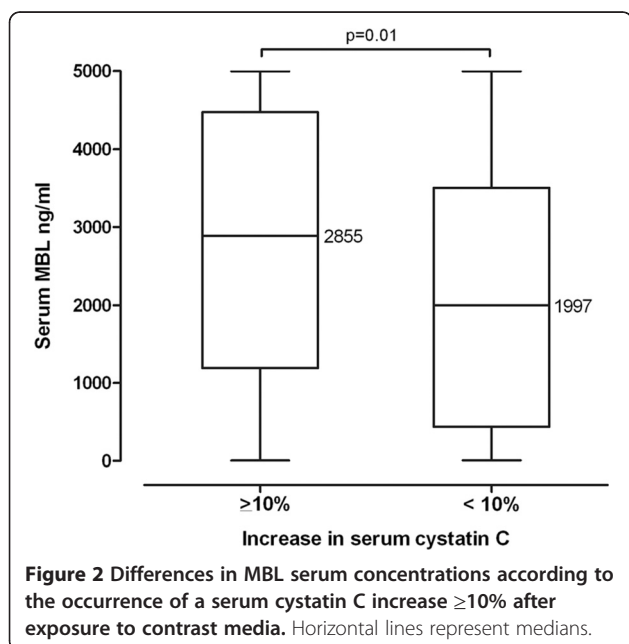 p=0.01
5000
4000
3000
2000
1000
0
Serum MBL ng/ml
2855
1997
≥10%
< 10%
Increase in serum cystatin C
Figure 2 Differences in MBL serum concentrations according to
the occurrence of a serum cystatin C increase ≥10% after
exposure to contrast media. Horizontal lines represent medians.